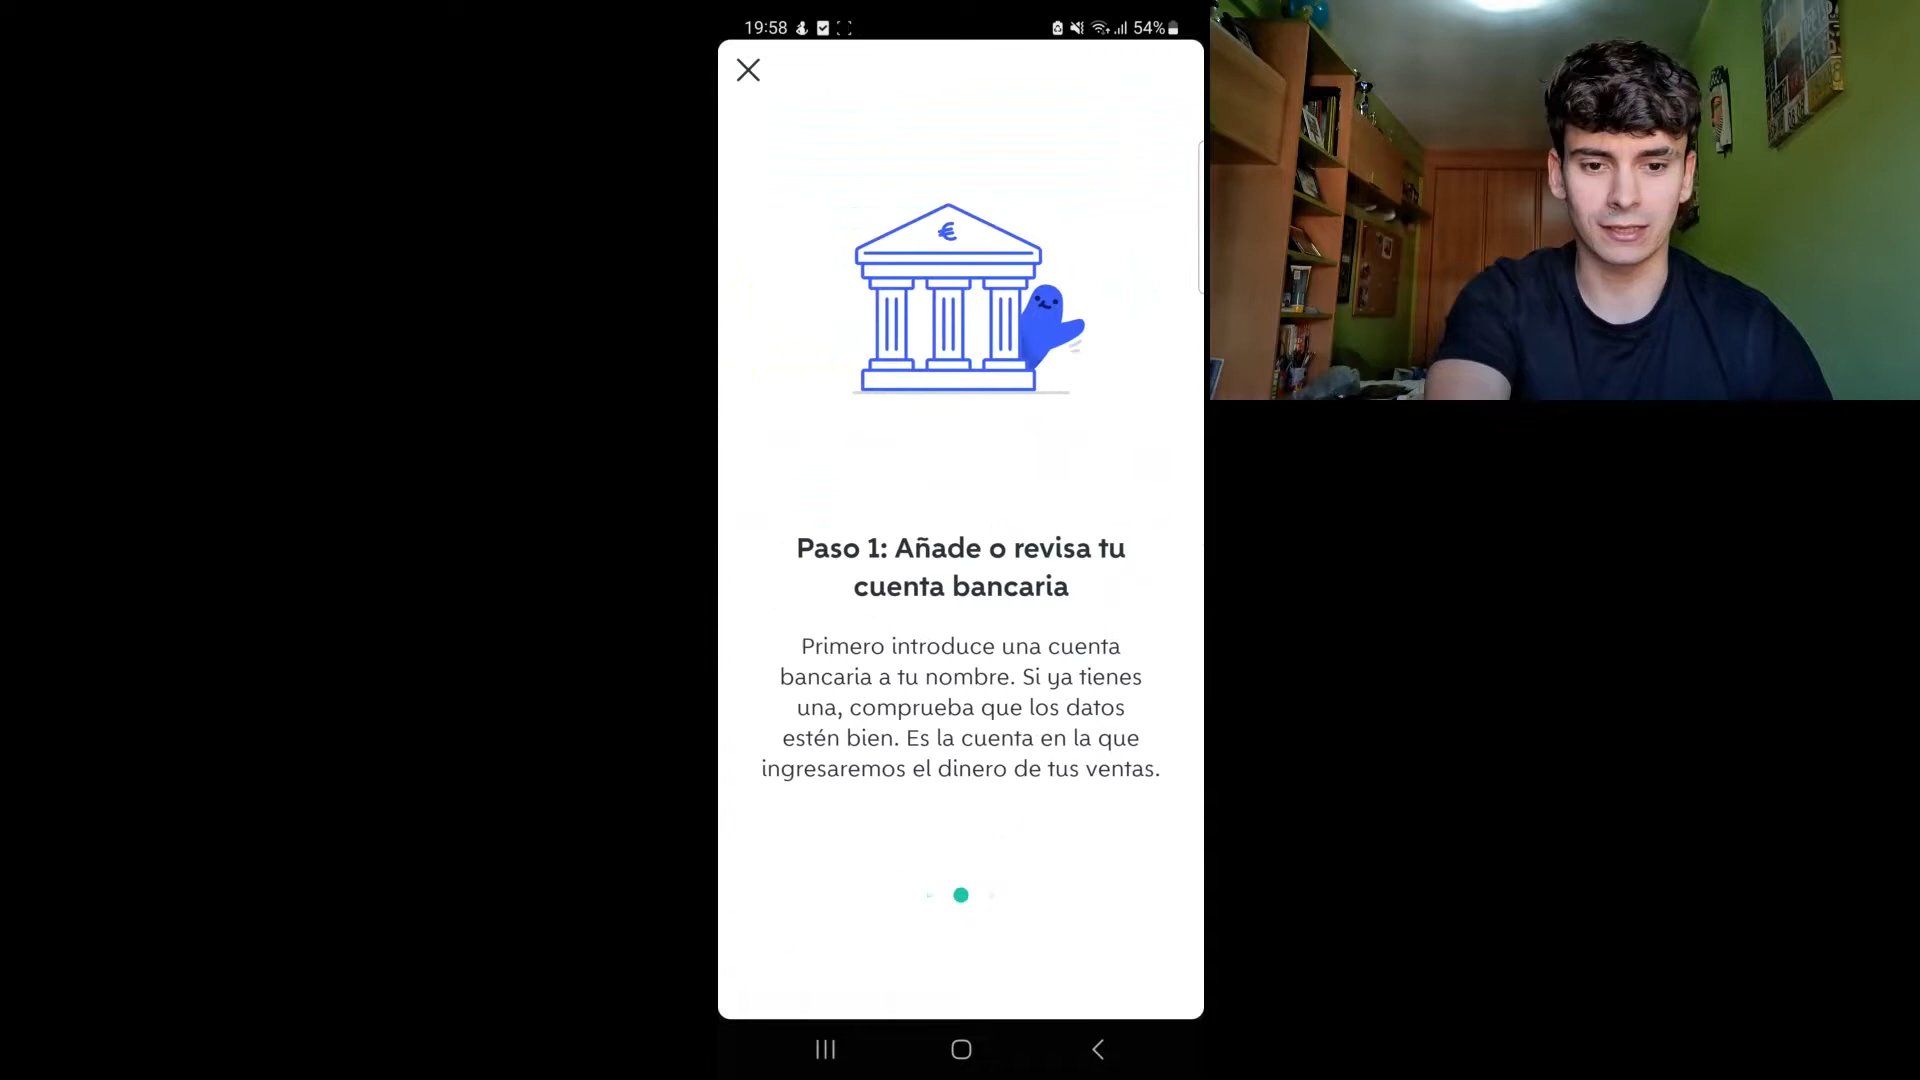 19:58
54%
€
Paso 1: Añade o revisa tu
cuenta bancaria
Primero introduce una cuenta
bancaria a tu nombre. Si ya tienes
una, comprueba que los datos
estén bien. Es la cuenta en la que
ingresaremos el dinero de tus ventas.